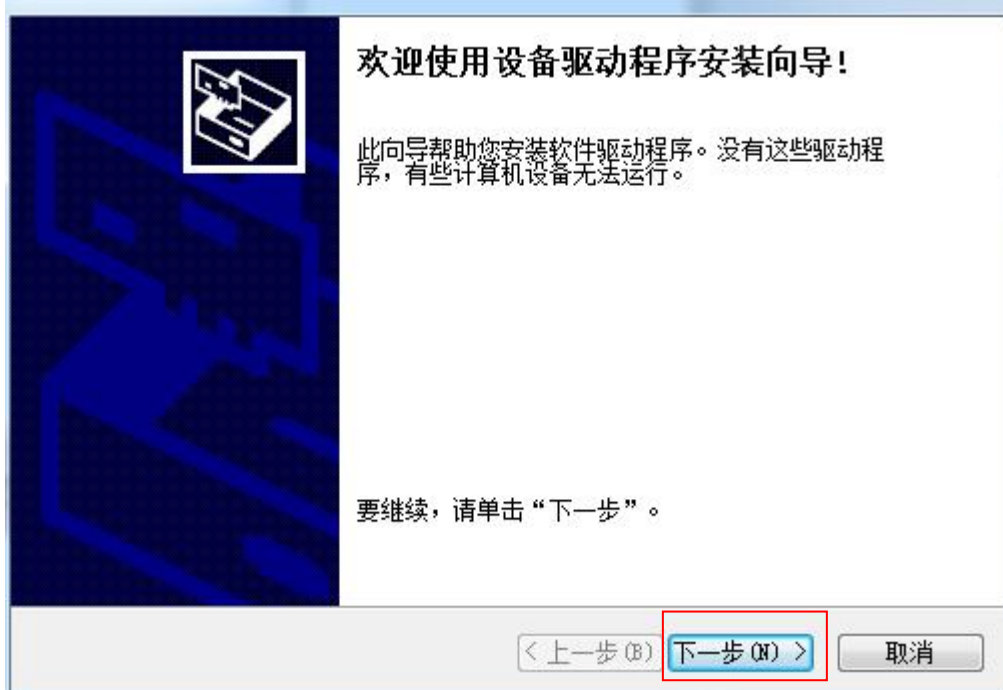 欢迎使用设备驱动程序安装向导!
此向导帮助您安装软件驱动程序。没有这些驱动程
序，有些计算机设备无法运行。
要继续，请单击“下一步”。
< 上一步(B) 下一步(N) > 取消